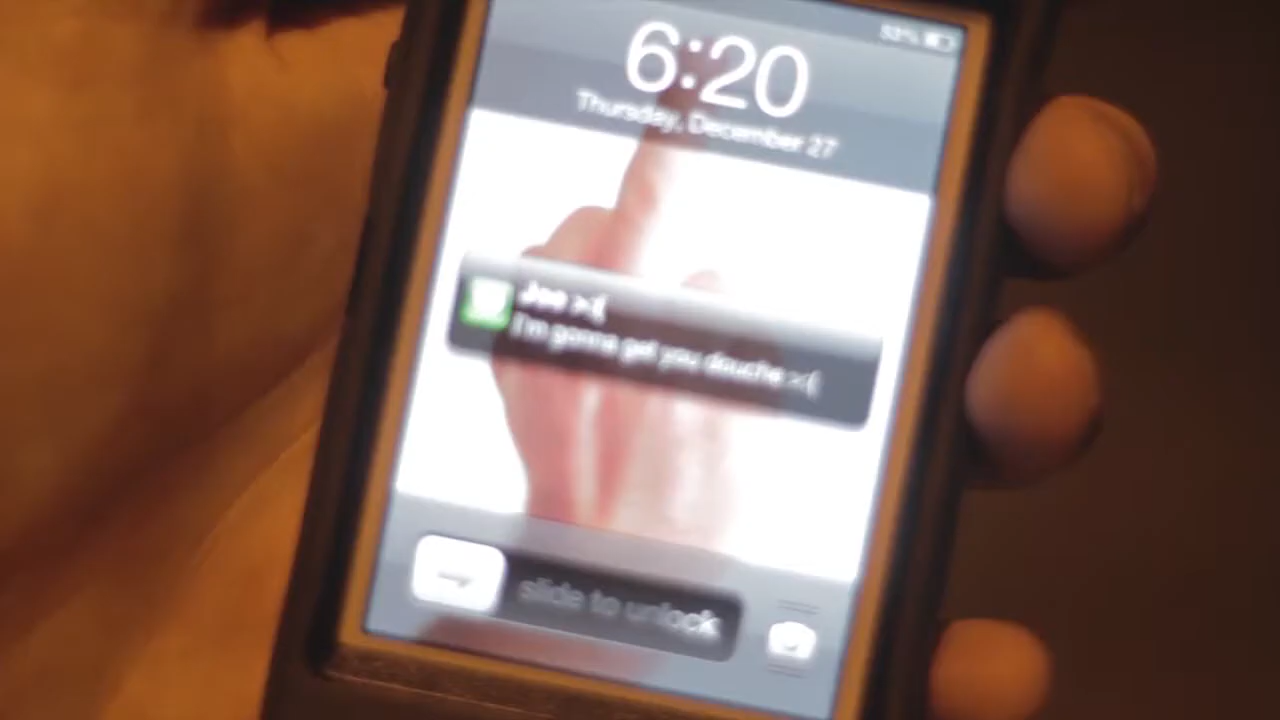 6:20
Thursday, December 27
Joe >:(
I'm gonna get you douche >:(
slide to unlock